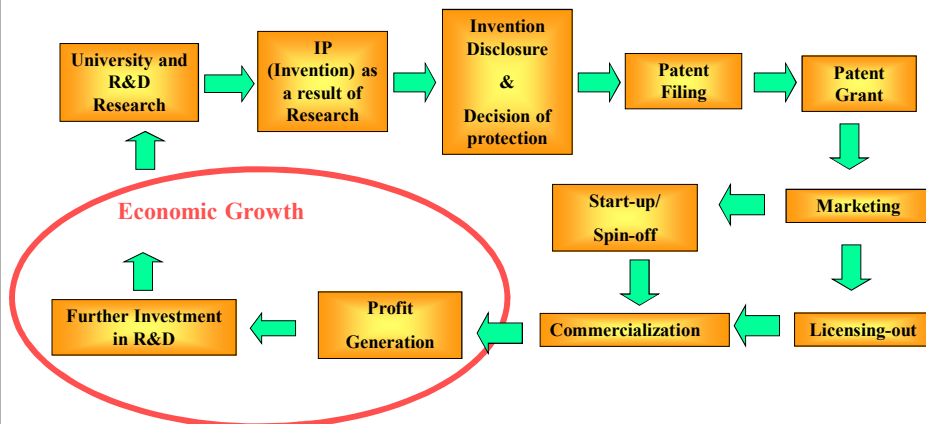 University and
R&D
Research
IP
(Invention) as
a result of
Research
Invention
Disclosure
&
Decision of
protection
Patent
Filing
Patent
Grant
Marketing
Start-up/
Spin-off
Licensing-out
Commercialization
Economic Growth
Profit
Generation
Further Investment
in R&D